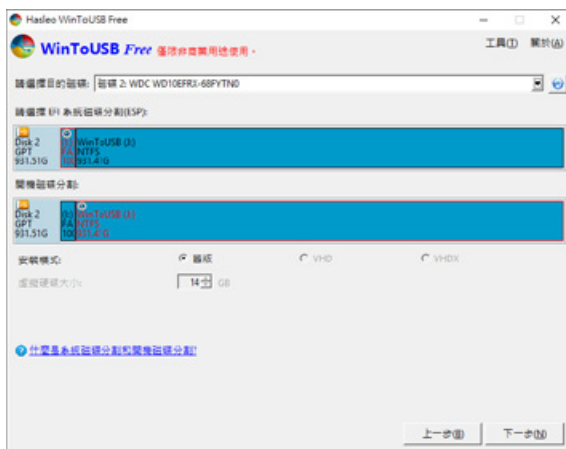 Hasleo WinToUSB Free
WinToUSB Free 僅限非商業用途使用。
工具(T) 關於(A)
請選擇目的磁碟: 磁碟 2: WDC WD10EFRX-68FYTN0
請選擇 EFI 系統磁碟分割(ESP):
Disk 2
GPT
931.51G
WinToUSB (J:)
NTFS
931.41G
開機磁碟分割:
Disk 2
GPT
931.51G
WinToUSB (J:)
NTFS
931.41G
安裝模式: 舊版 VHD VHDX
虛擬硬碟大小: 14 GB
什麼是系統磁碟分割和開機磁碟分割?
上一步(B) 下一步(N)